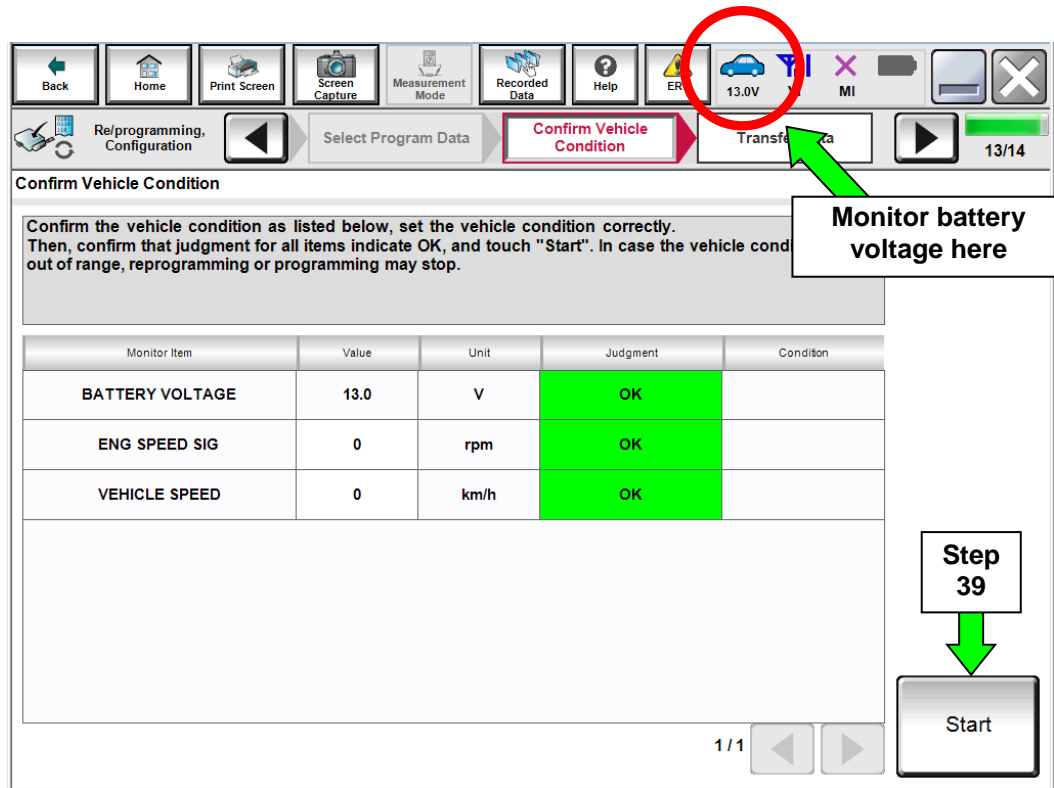 Back
Home
Print Screen
Screen
Capture
Measurement
Mode
Recorded
Data
Help
13.0V
MI
Re/programming,
Configuration
Select Program Data
Confirm Vehicle
Condition
13/14
Confirm Vehicle Condition
Monitor battery
voltage here
Confirm the vehicle condition as listed below, set the vehicle condition correctly.
Then, confirm that judgment for all items indicate OK, and touch "Start". In case the vehicle
out of range, reprogramming or programming may stop.
Monitor Item Value Unit Judgment Condition
BATTERY VOLTAGE 13.0 V OK
ENG SPEED SIG 0 rpm OK
VEHICLE SPEED 0 km/h OK
Step
39
Start
1/1